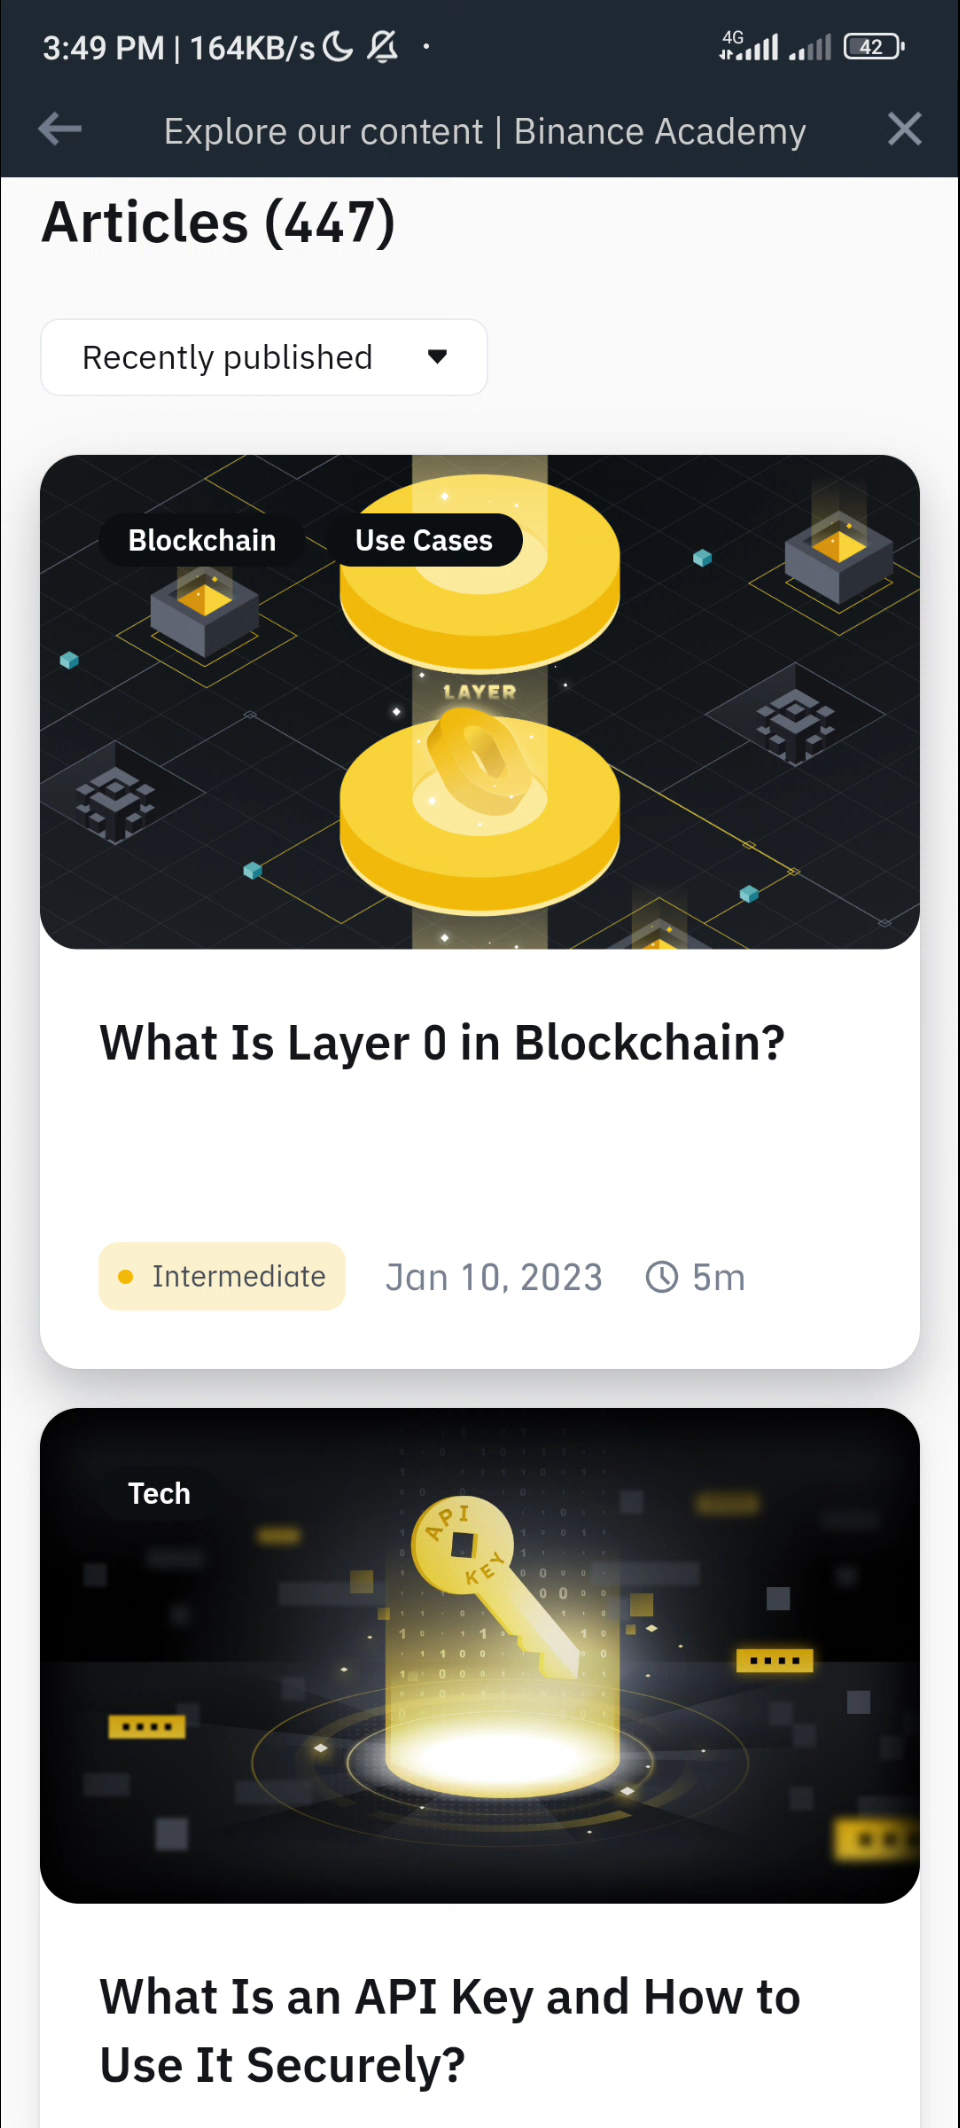 3:49 PM | 164KB/s
4G
42
Explore our content | Binance Academy
Articles (447)
Recently published
Blockchain
Use Cases
LAYER
0
What Is Layer 0 in Blockchain?
Intermediate
Jan 10, 2023
5m
Tech
API
KEY
What Is an API Key and How to
Use It Securely?